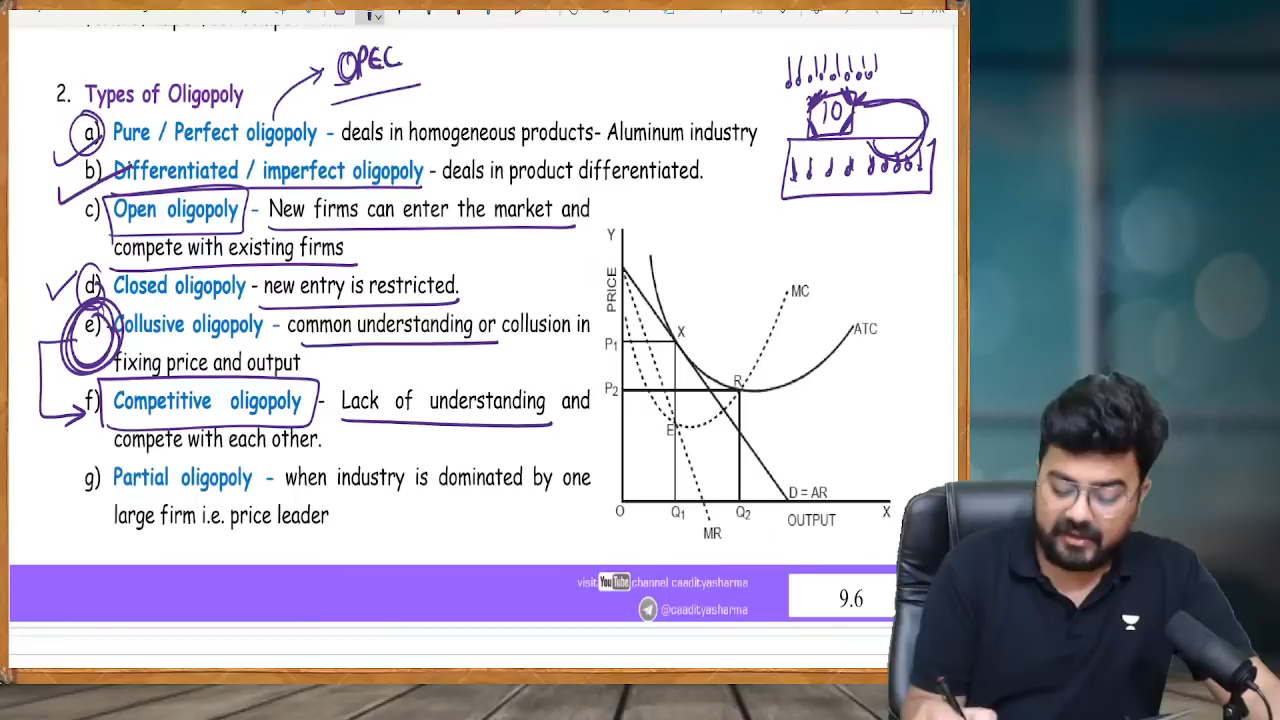 OPEC
10
2. Types of Oligopoly
a) Pure / Perfect oligopoly - deals in homogeneous products- Aluminum industry
b) Differentiated / imperfect oligopoly - deals in product differentiated.
c) Open oligopoly - New firms can enter the market and
compete with existing firms
d) Closed oligopoly - new entry is restricted.
e) Collusive oligopoly - common understanding or collusion in
fixing price and output
f) Competitive oligopoly - Lack of understanding and
compete with each other.
g) Partial oligopoly - when industry is dominated by one
large firm i.e. price leader
Y
PRICE
MC
X
ATC
P1
P2
R
E
D = AR
O
Q1
Q2
OUTPUT
X
MR
visit YouTube channel caadityasharma
@caadityasharma
9.6